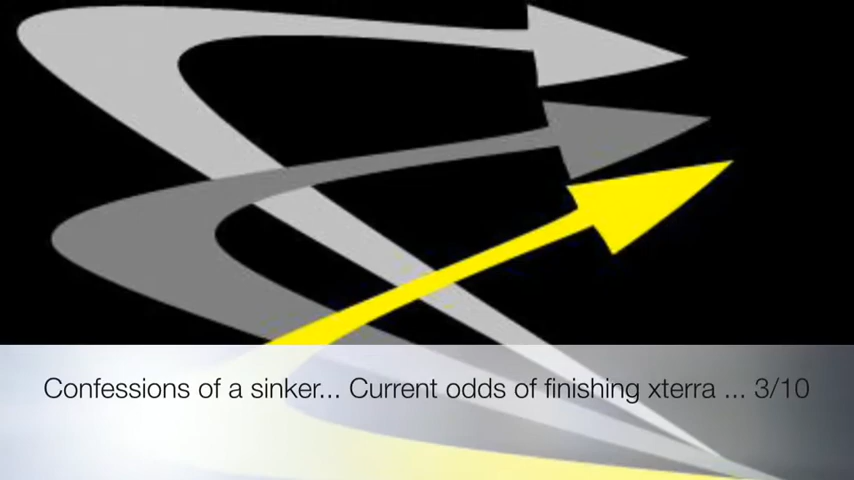 Confessions of a sinker... Current odds of finishing xterra ... 3/10